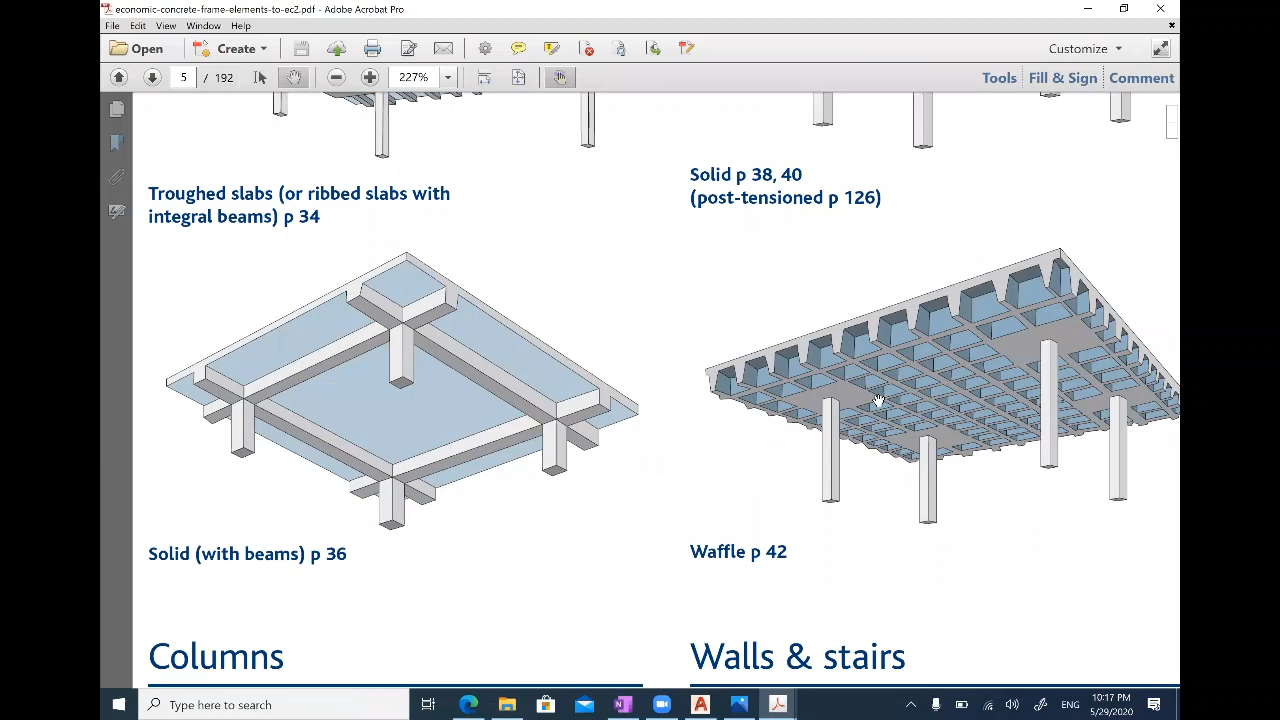 economic-concrete-frame-elements-to-ec2.pdf - Adobe Acrobat Pro
File Edit View Window Help
Open Create Customize
5 / 192 227% Tools Fill & Sign Comment
Troughed slabs (or ribbed slabs with
integral beams) p 34
Solid p 38, 40
(post-tensioned p 126)
Solid (with beams) p 36
Waffle p 42
Columns
Walls & stairs
Type here to search
ENG
10:17 PM
5/29/2020